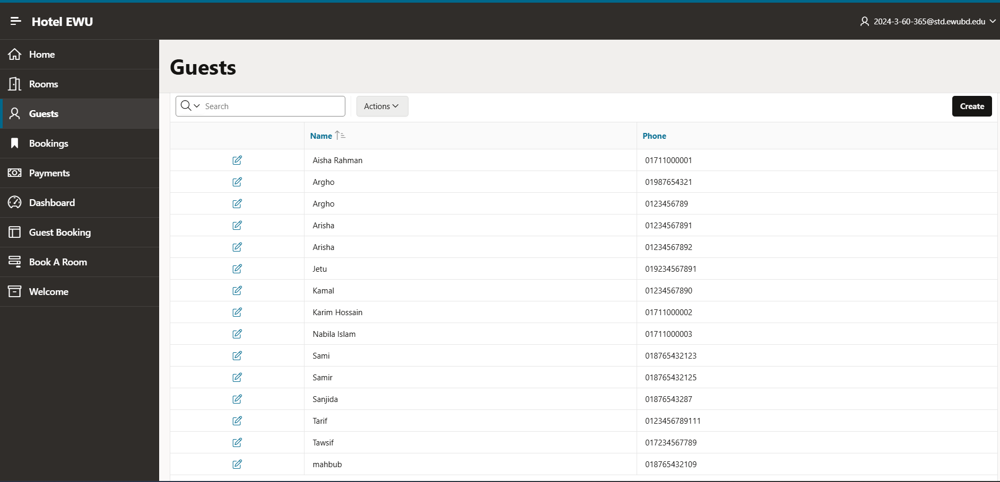 Hotel EWU
2024-3-60-365@std.ewubd.edu
Home
Rooms
Guests
Bookings
Payments
Dashboard
Guest Booking
Book A Room
Welcome
Guests
Search
Actions
Create
Name Phone
Aisha Rahman 01711000001
Argho 01987654321
Argho 0123456789
Arisha 01234567891
Arisha 01234567892
Jetu 019234567891
Kamal 01234567890
Karim Hossain 01711000002
Nabila Islam 01711000003
Sami 018765432123
Samir 018765432125
Sanjida 01876543287
Tarif 0123456789111
Tawsif 017234567789
mahbub 018765432109